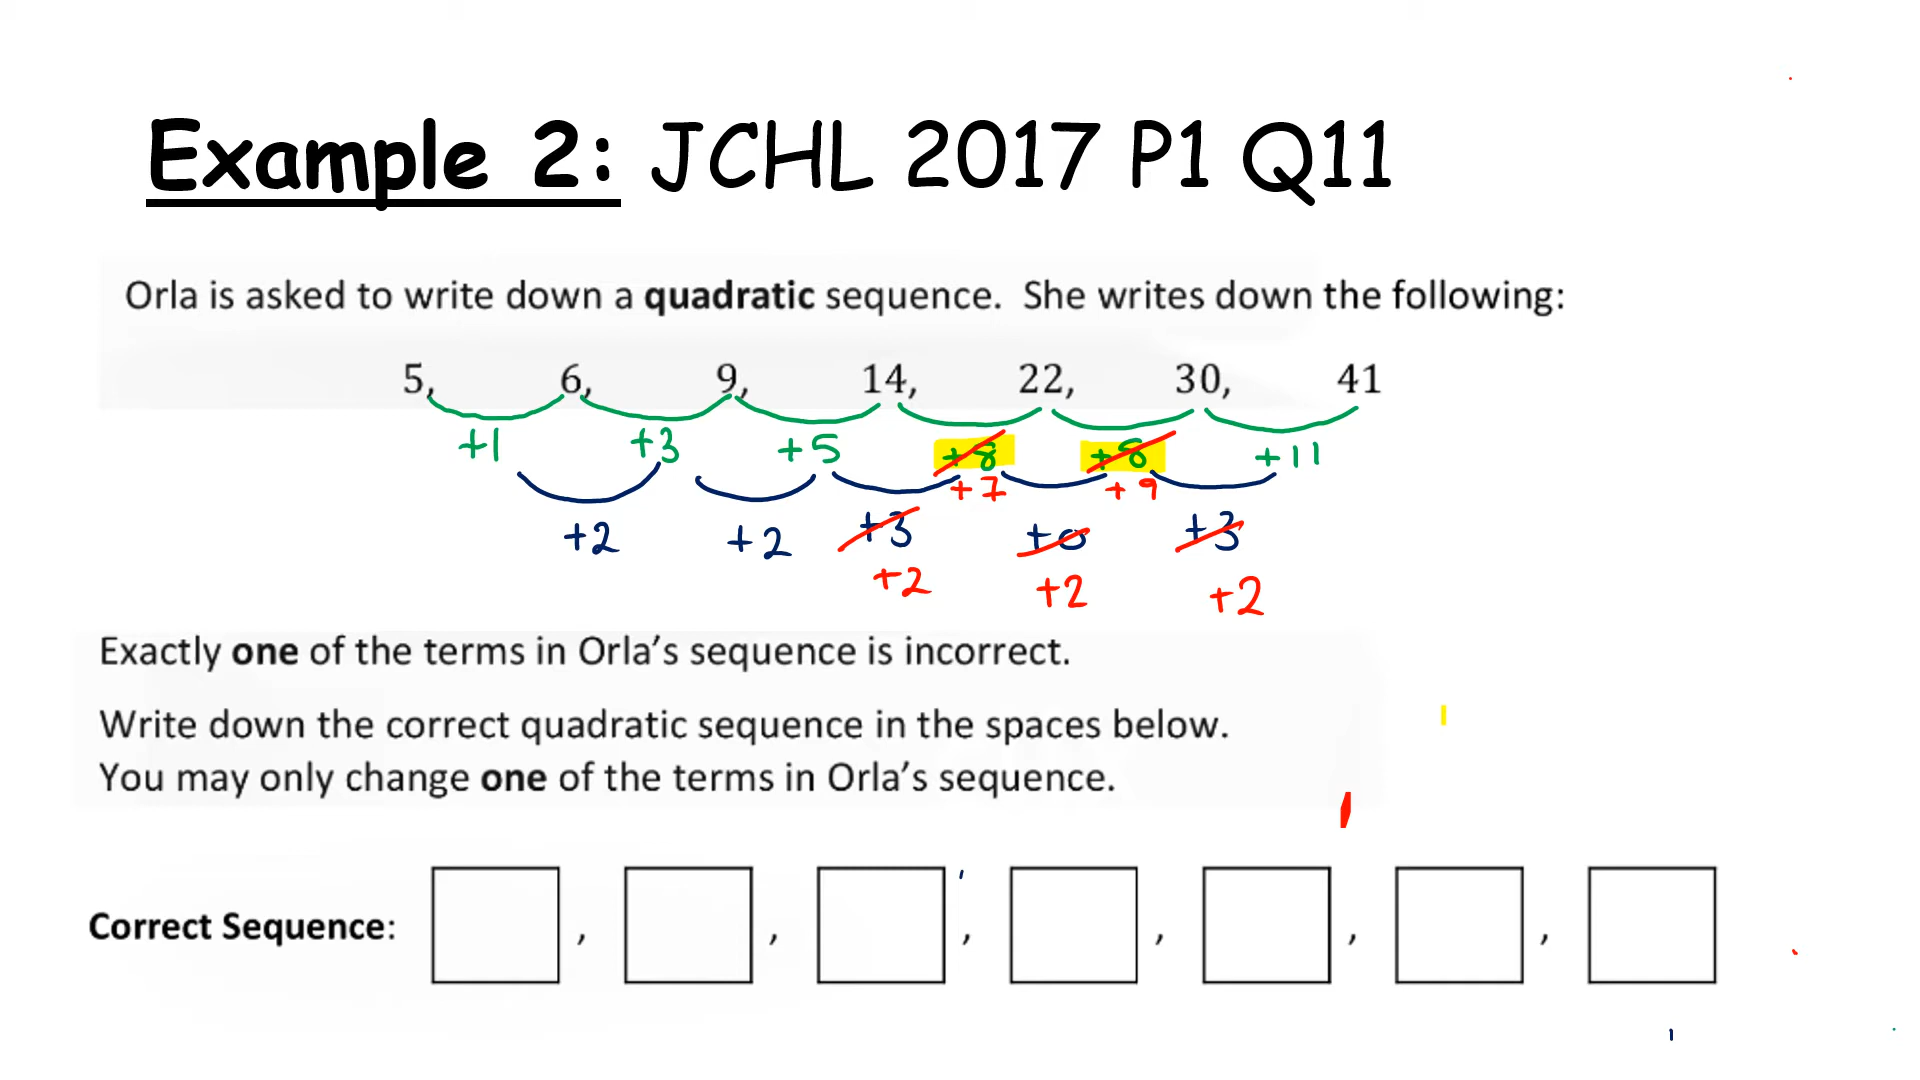 Example 2: JCHL 2017 P1 Q11
Orla is asked to write down a quadratic sequence. She writes down the following:
5, 6, 9, 14, 22, 30, 41
+1 +3 +5 +8 +8 +11
+7 +9
+2 +2 +3 +0 +3
+2 +2 +2
Exactly one of the terms in Orla's sequence is incorrect.
Write down the correct quadratic sequence in the spaces below.
You may only change one of the terms in Orla's sequence.
Correct Sequence: , , , , , ,